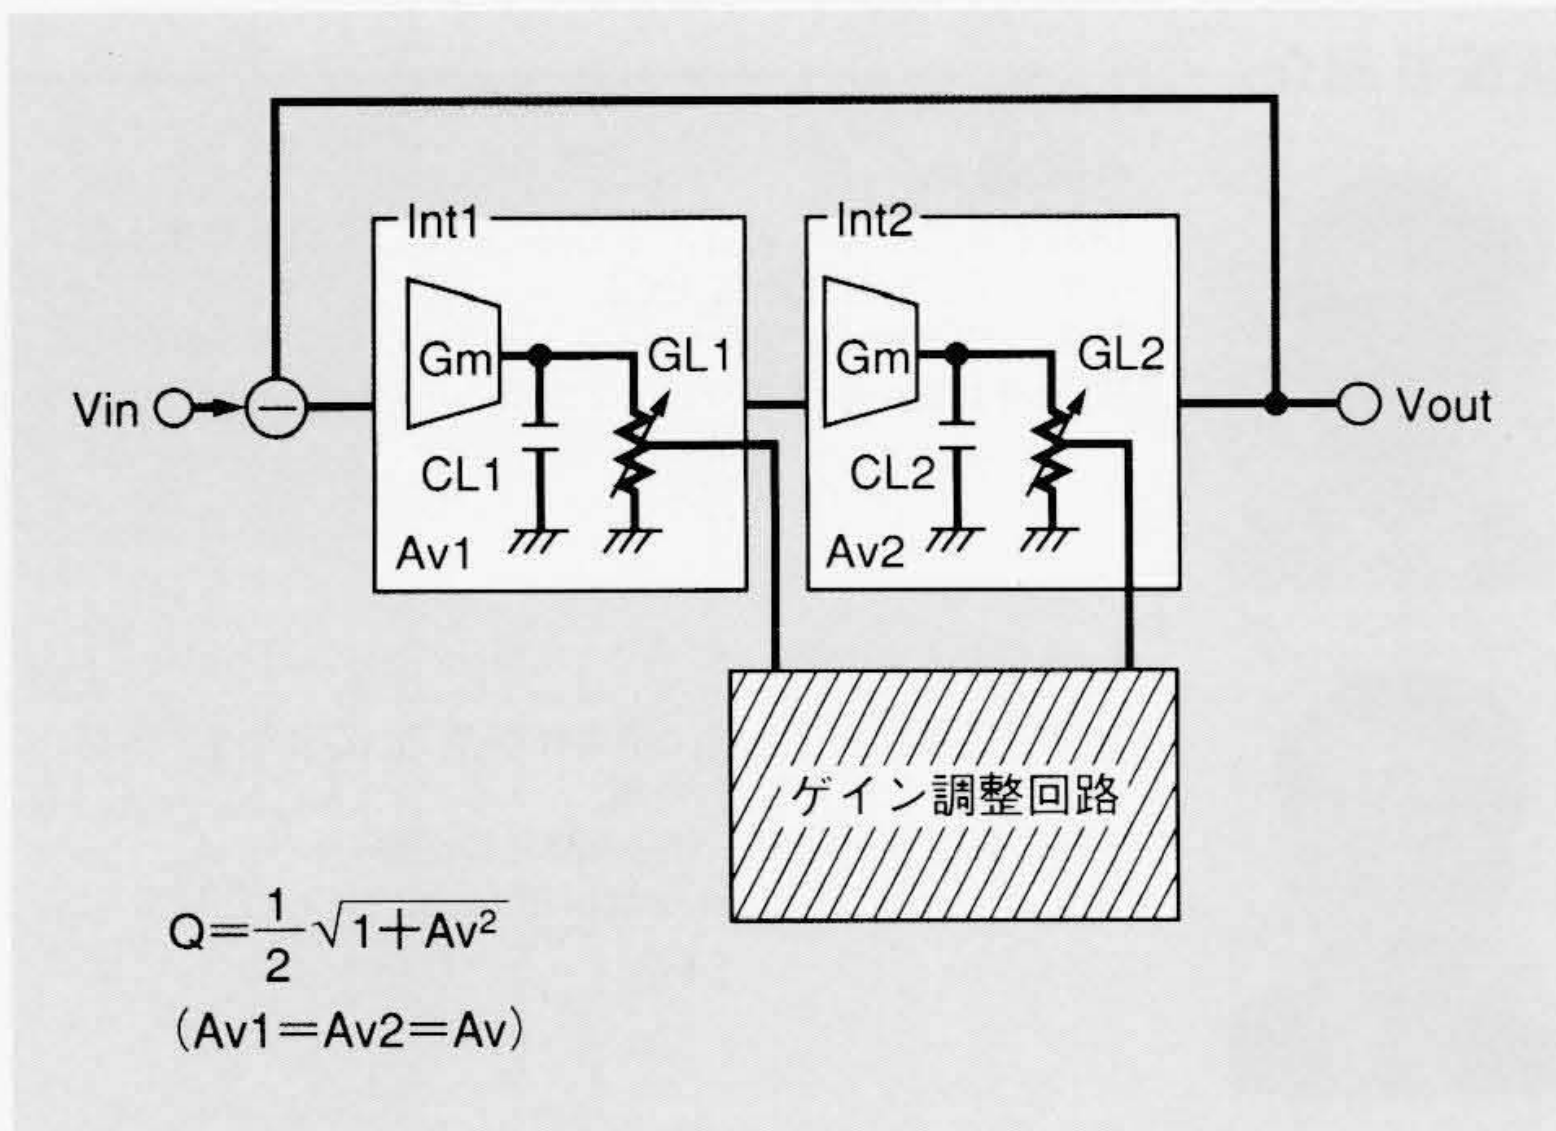 Int1
Int2
Gm
GL1
Gm
GL2
Vin
−
Vout
CL1
CL2
Av1
Av2
ゲイン調整回路
Q=1/2√1+Av²
(Av1=Av2=Av)